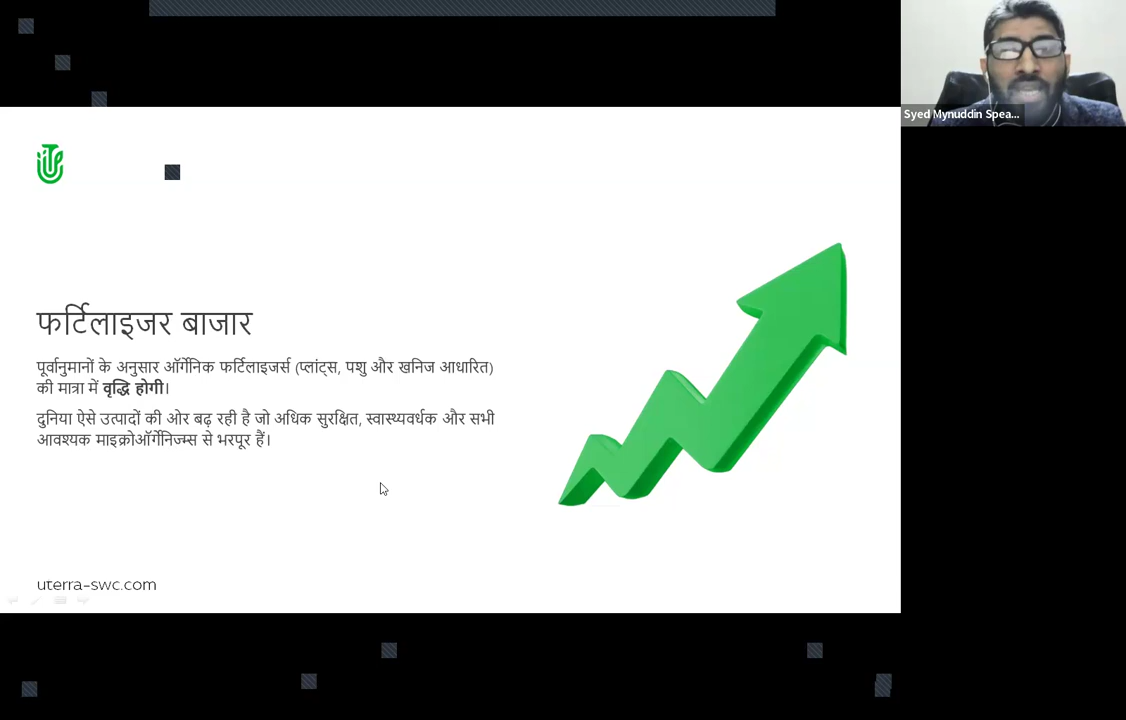 Syed Mynuddin Spea...
फर्टिलाइजर बाजार
पूर्वानुमानों के अनुसार ऑर्गेनिक फर्टिलाइजर्स (प्लांट्स, पशु और खनिज आधारित)
की मात्रा में वृद्धि होगी।
दुनिया ऐसे उत्पादों की ओर बढ़ रही है जो अधिक सुरक्षित, स्वास्थ्यवर्धक और सभी
आवश्यक माइक्रोऑर्गेनिज्म्स से भरपूर हैं।
uterra-swc.com